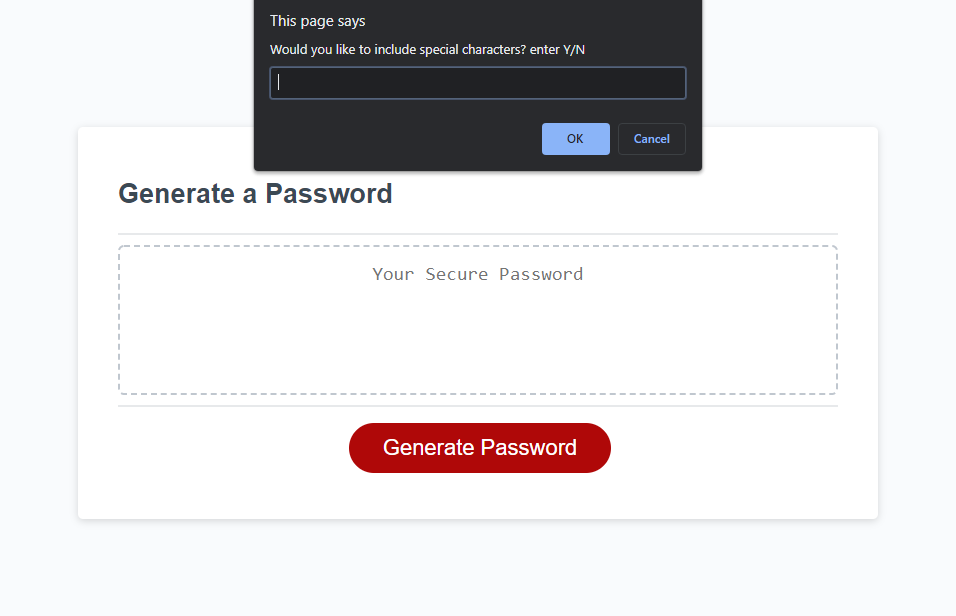 This page says
Would you like to include special characters? enter Y/N
OK
Cancel
Generate a Password
Your Secure Password
Generate Password